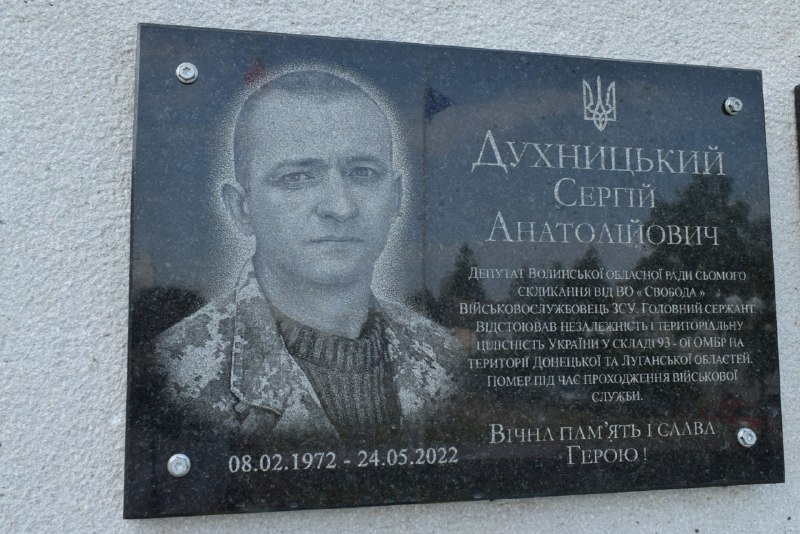 ДУХНИЦЬКИЙ
СЕРГІЙ
АНАТОЛІЙОВИЧ
ДЕПУТАТ ВОЛИНСЬКОЇ ОБЛАСНОЇ РАДИ СЬОМОГО
СКЛИКАННЯ ВІД ВО « СВОБОДА »
ВІЙСЬКОВОСЛУЖБОВЕЦЬ ЗСУ. ГОЛОВНИЙ СЕРЖАНТ.
ВІДСТОЮВАВ НЕЗАЛЕЖНІСТЬ І ТЕРИТОРІАЛЬНУ
ЦІЛІСНІСТЬ УКРАЇНИ У СКЛАДІ 93 - ОЇ ОМБР НА
ТЕРИТОРІЇ ДОНЕЦЬКОЇ ТА ЛУГАНСЬКОЇ ОБЛАСТЕЙ.
ПОМЕР ПІД ЧАС ПРОХОДЖЕННЯ ВІЙСЬКОВОЇ
СЛУЖБИ.
ВІЧНА ПАМ'ЯТЬ І СЛАВА
ГЕРОЮ !
08.02.1972 - 24.05.2022